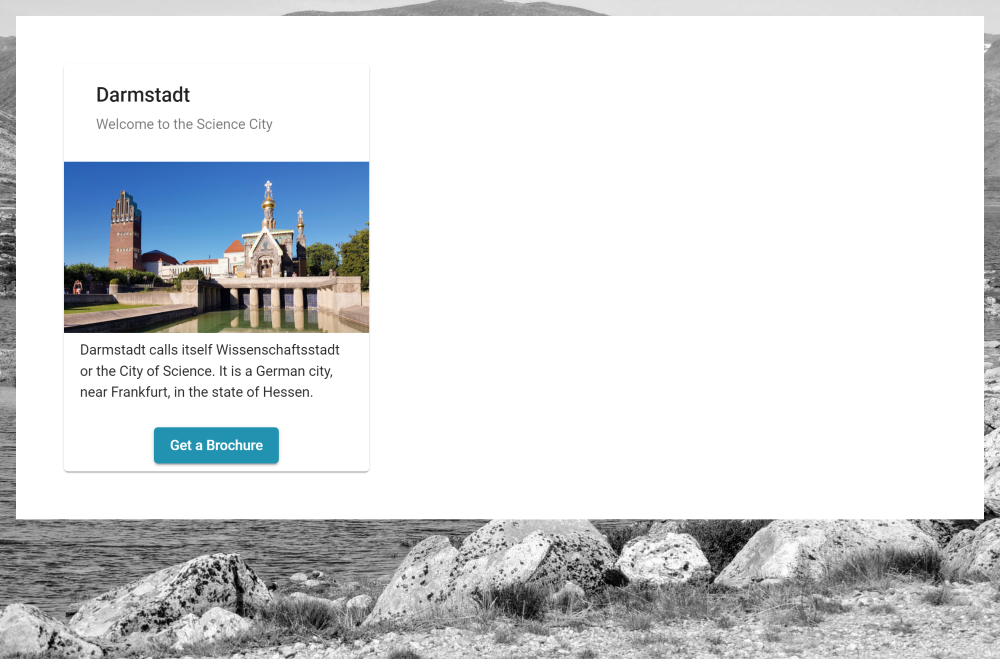 Darmstadt
Welcome to the Science City
Darmstadt calls itself Wissenschaftsstadt
or the City of Science. It is a German city,
near Frankfurt, in the state of Hessen.
Get a Brochure